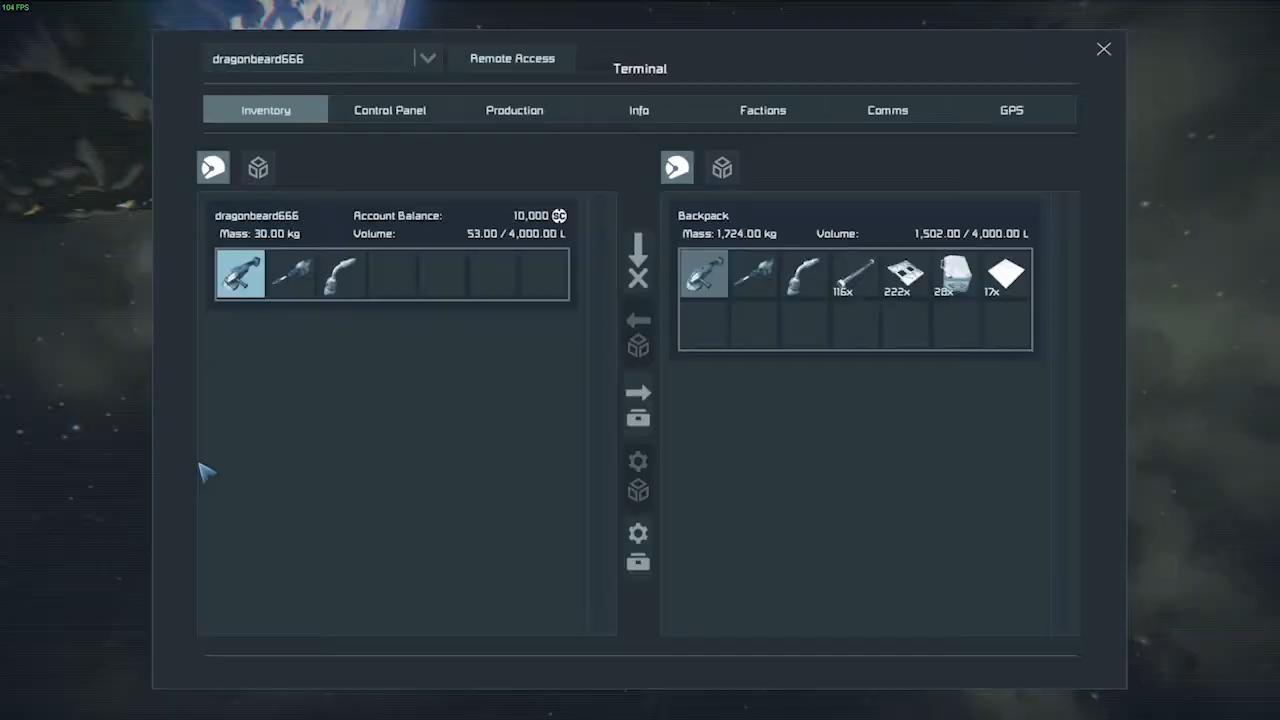 104 FPS
dragonbeard666
Remote Access
Terminal
Inventory
Control Panel
Production
Info
Factions
Comms
GPS
dragonbeard666 Account Balance: 10,000 SC
Mass: 30.00 kg Volume: 53.00 / 4,000.00 L
Backpack
Mass: 1,724.00 kg Volume: 1,502.00 / 4,000.00 L
116x 222x 28x 17x